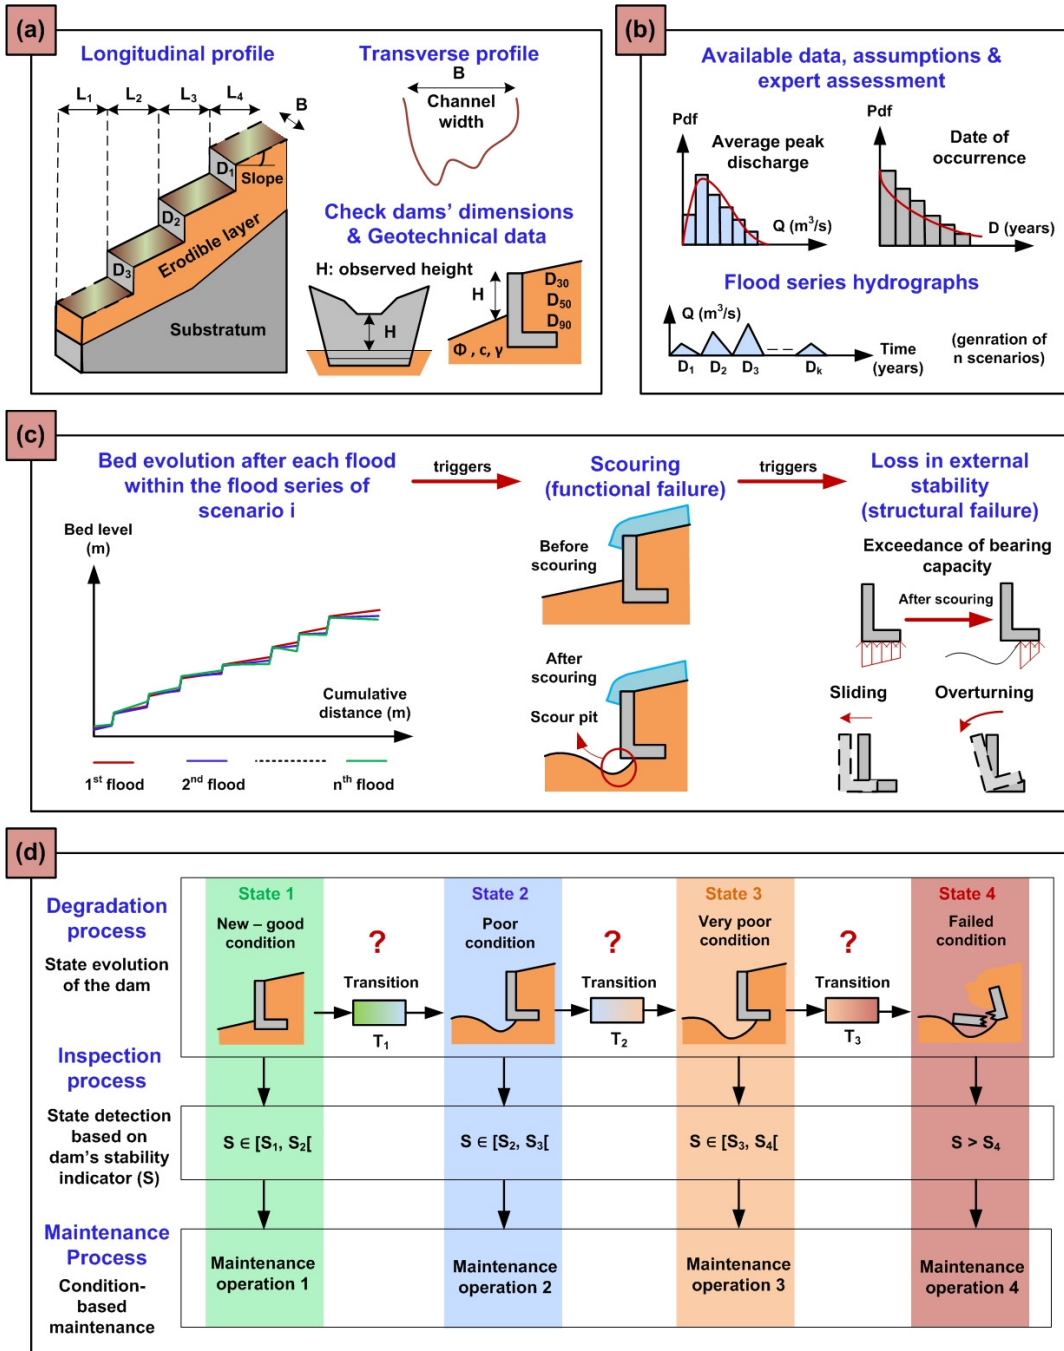 (a)
Longitudinal profile
L₁
L₂
L₃
L₄
B
D₁
Slope
D₂
D₃
Erodible layer
Substratum
Transverse profile
B
Channel
width
Check dams' dimensions
& Geotechnical data
H: observed height
H
H
D₃₀
D₅₀
D₉₀
Φ , c, γ
(b)
Available data, assumptions &
expert assessment
Pdf
Average peak
discharge
Q (m³/s)
Pdf
Date of
occurrence
D (years)
Flood series hydrographs
Q (m³/s)
D₁
D₂
D₃
Dₖ
Time
(years)
(genration of
n scenarios)
(c)
Bed evolution after each flood
within the flood series of
scenario i
Bed level
(m)
Cumulative
distance (m)
1ˢᵗ flood
2ⁿᵈ flood
nᵗʰ flood
triggers
Scouring
(functional failure)
Before
scouring
After
scouring
Scour pit
triggers
Loss in external
stability
(structural failure)
Exceedance of bearing
capacity
After scouring
Sliding
Overturning
(d)
Degradation
process
State evolution
of the dam
State 1
New – good
condition
?
Transition
T₁
State 2
Poor
condition
?
Transition
T₂
State 3
Very poor
condition
?
Transition
T₃
State 4
Failed
condition
Inspection
process
State detection
based on
dam's stability
indicator (S)
S ∈ [S₁, S₂[
S ∈ [S₂, S₃[
S ∈ [S₃, S₄[
S > S₄
Maintenance
Process
Condition-
based
maintenance
Maintenance
operation 1
Maintenance
operation 2
Maintenance
operation 3
Maintenance
operation 4